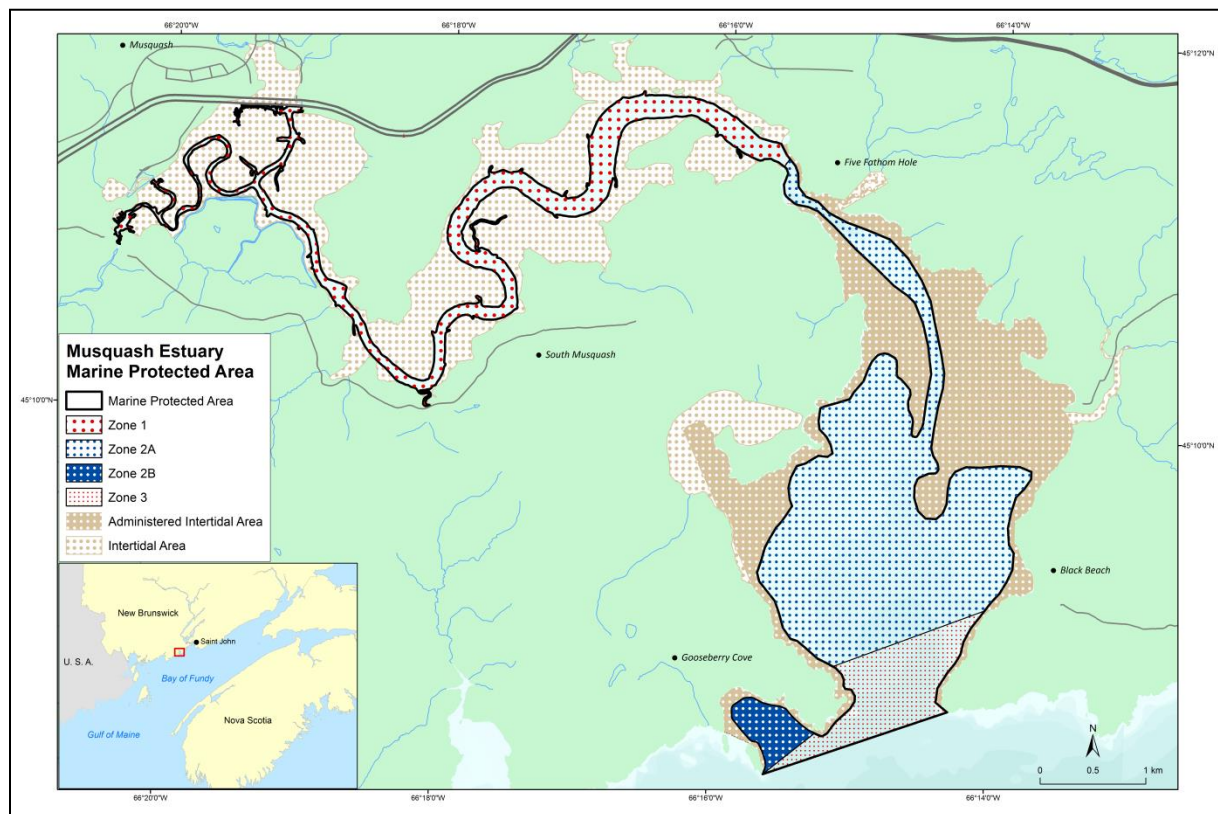 66°20'0"W
66°18'0"W
66°16'0"W
66°14'0"W
45°12'0"N
Musquash
Five Fathom Hole
South Musquash
45°10'0"N
45°10'0"N
Musquash Estuary
Marine Protected Area
Marine Protected Area
Zone 1
Zone 2A
Zone 2B
Zone 3
Administered Intertidal Area
Intertidal Area
Black Beach
Gooseberry Cove
New Brunswick
Saint John
U. S. A.
Bay of Fundy
Nova Scotia
Gulf of Maine
N
0 0.5 1 km
66°20'0"W
66°18'0"W
66°16'0"W
66°14'0"W